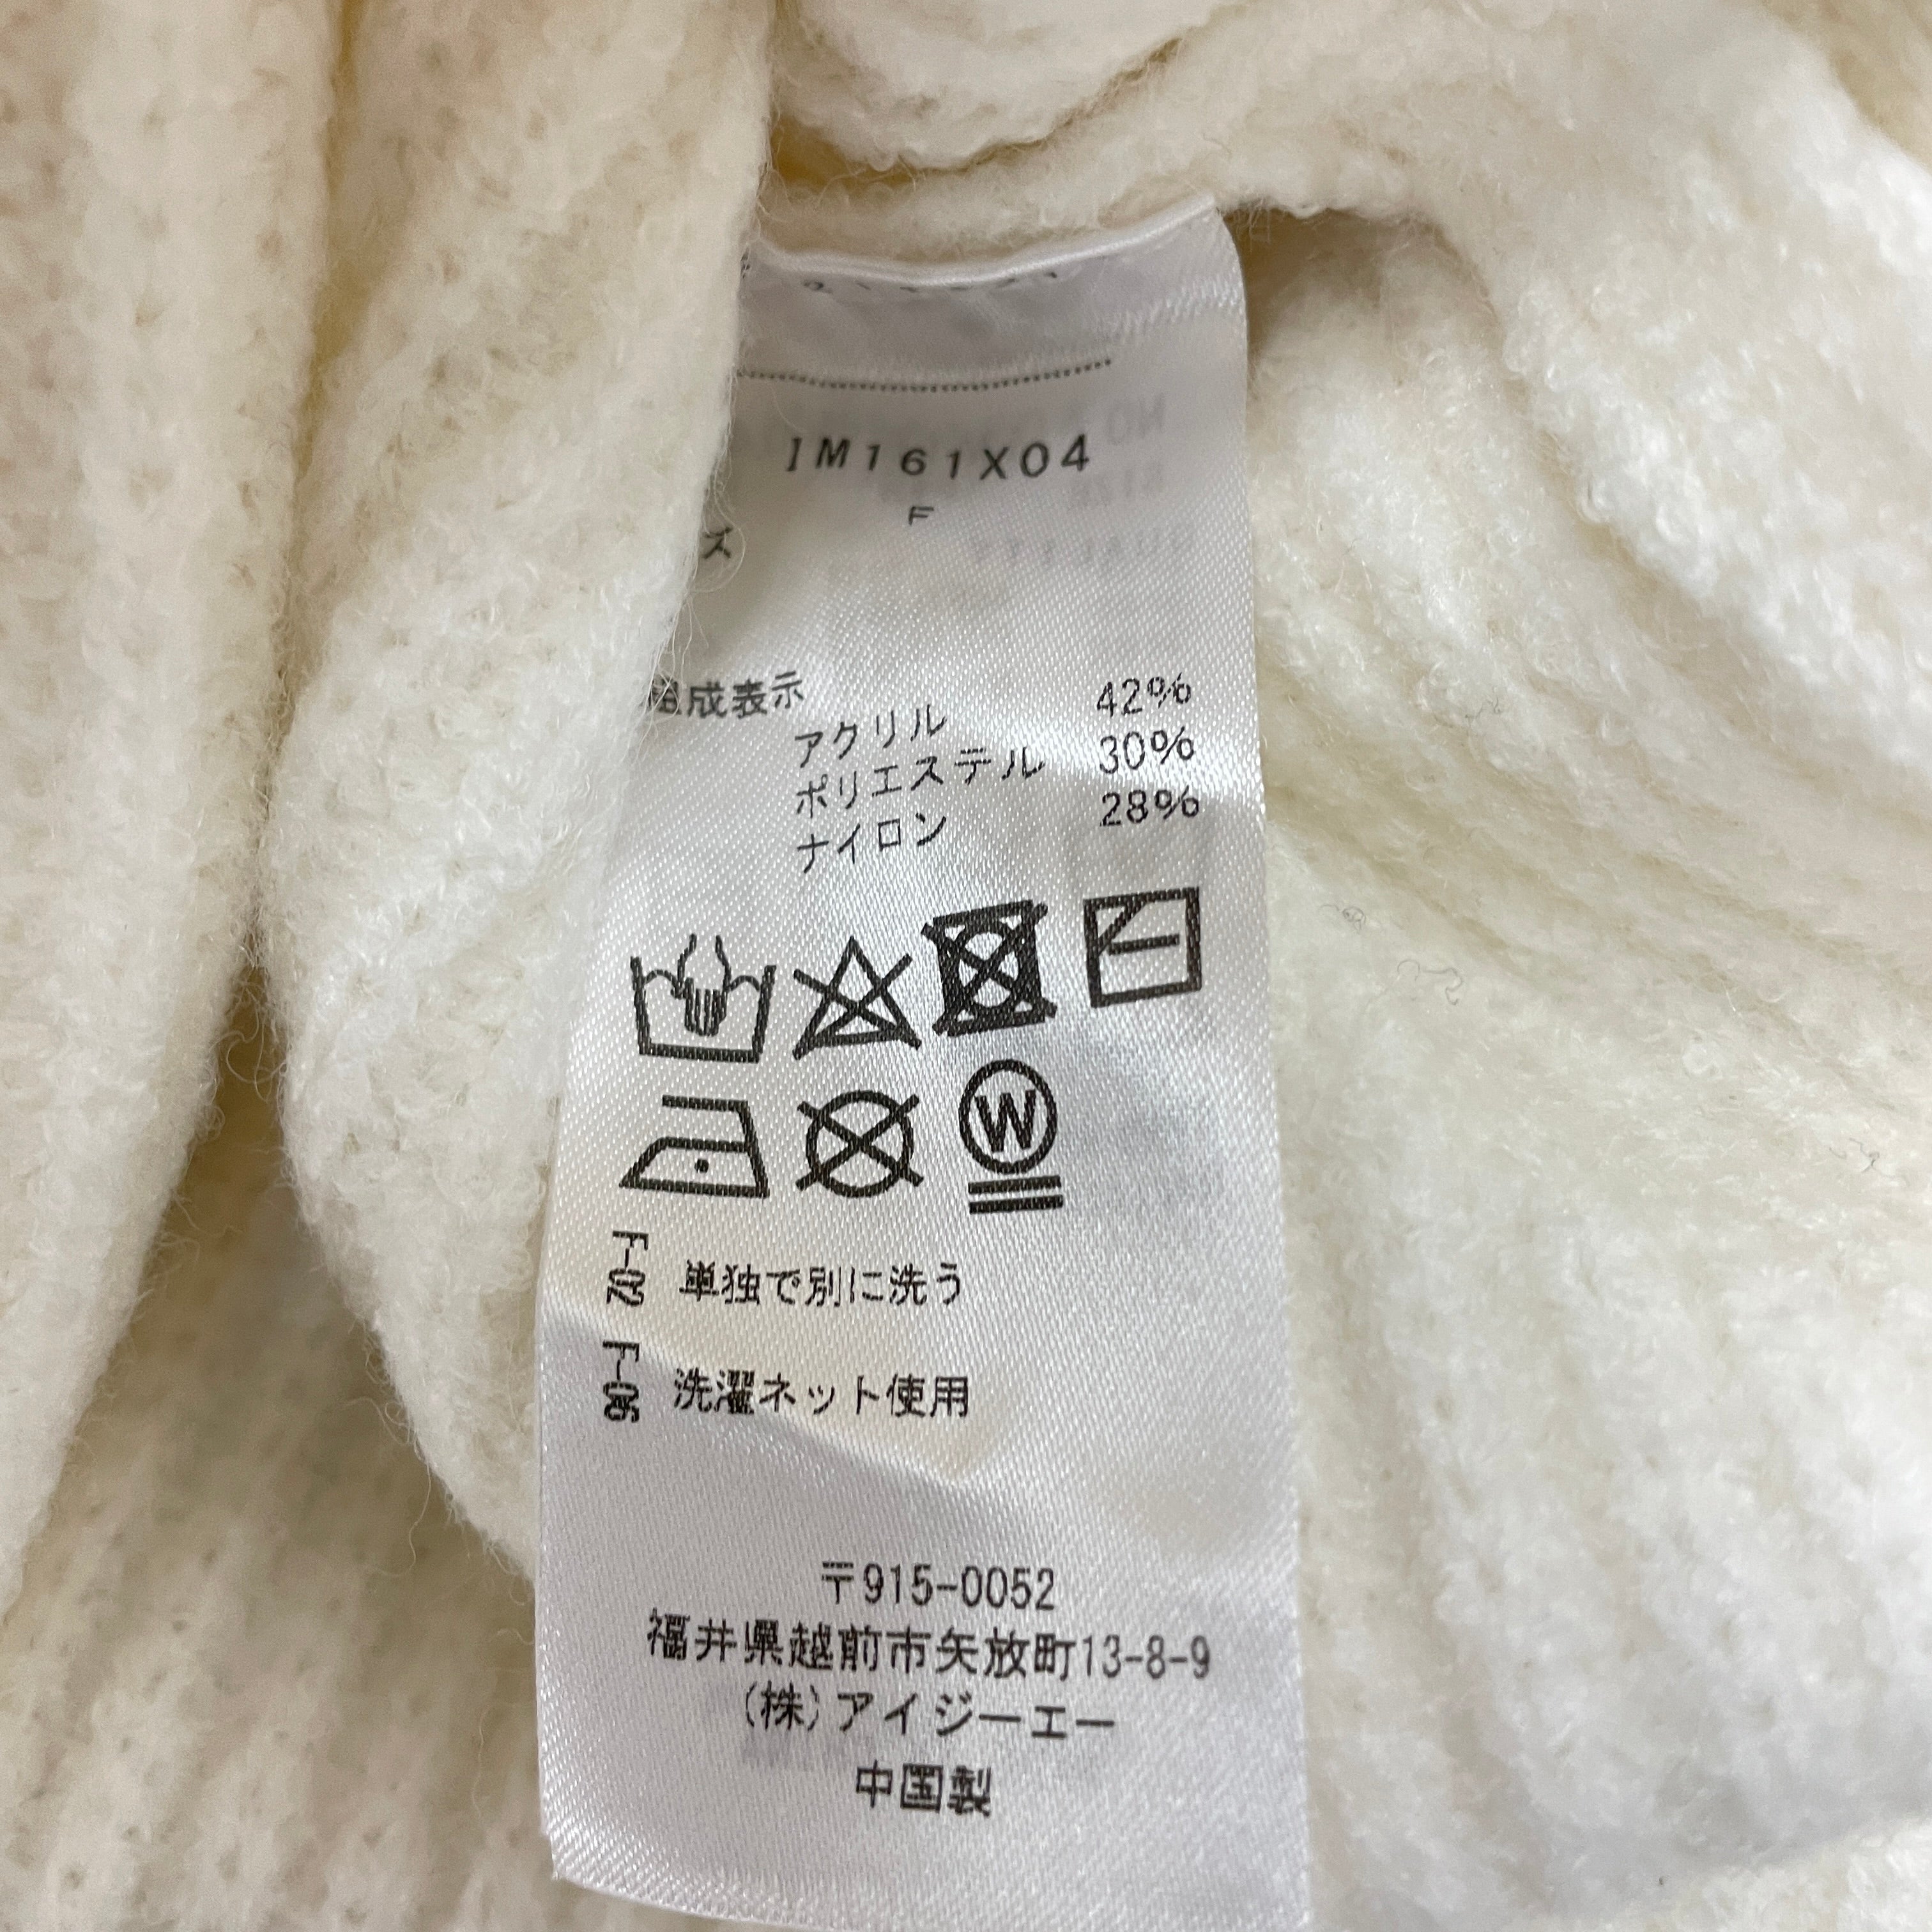 IM161X04
F
ズ
成表示
アクリル 42%
ポリエステル 30%
ナイロン 28%
W
F-02 単独で別に洗う
F-06 洗濯ネット使用
〒915-0052
福井県越前市矢放町13-8-9
(株)アイジーエー
中国製